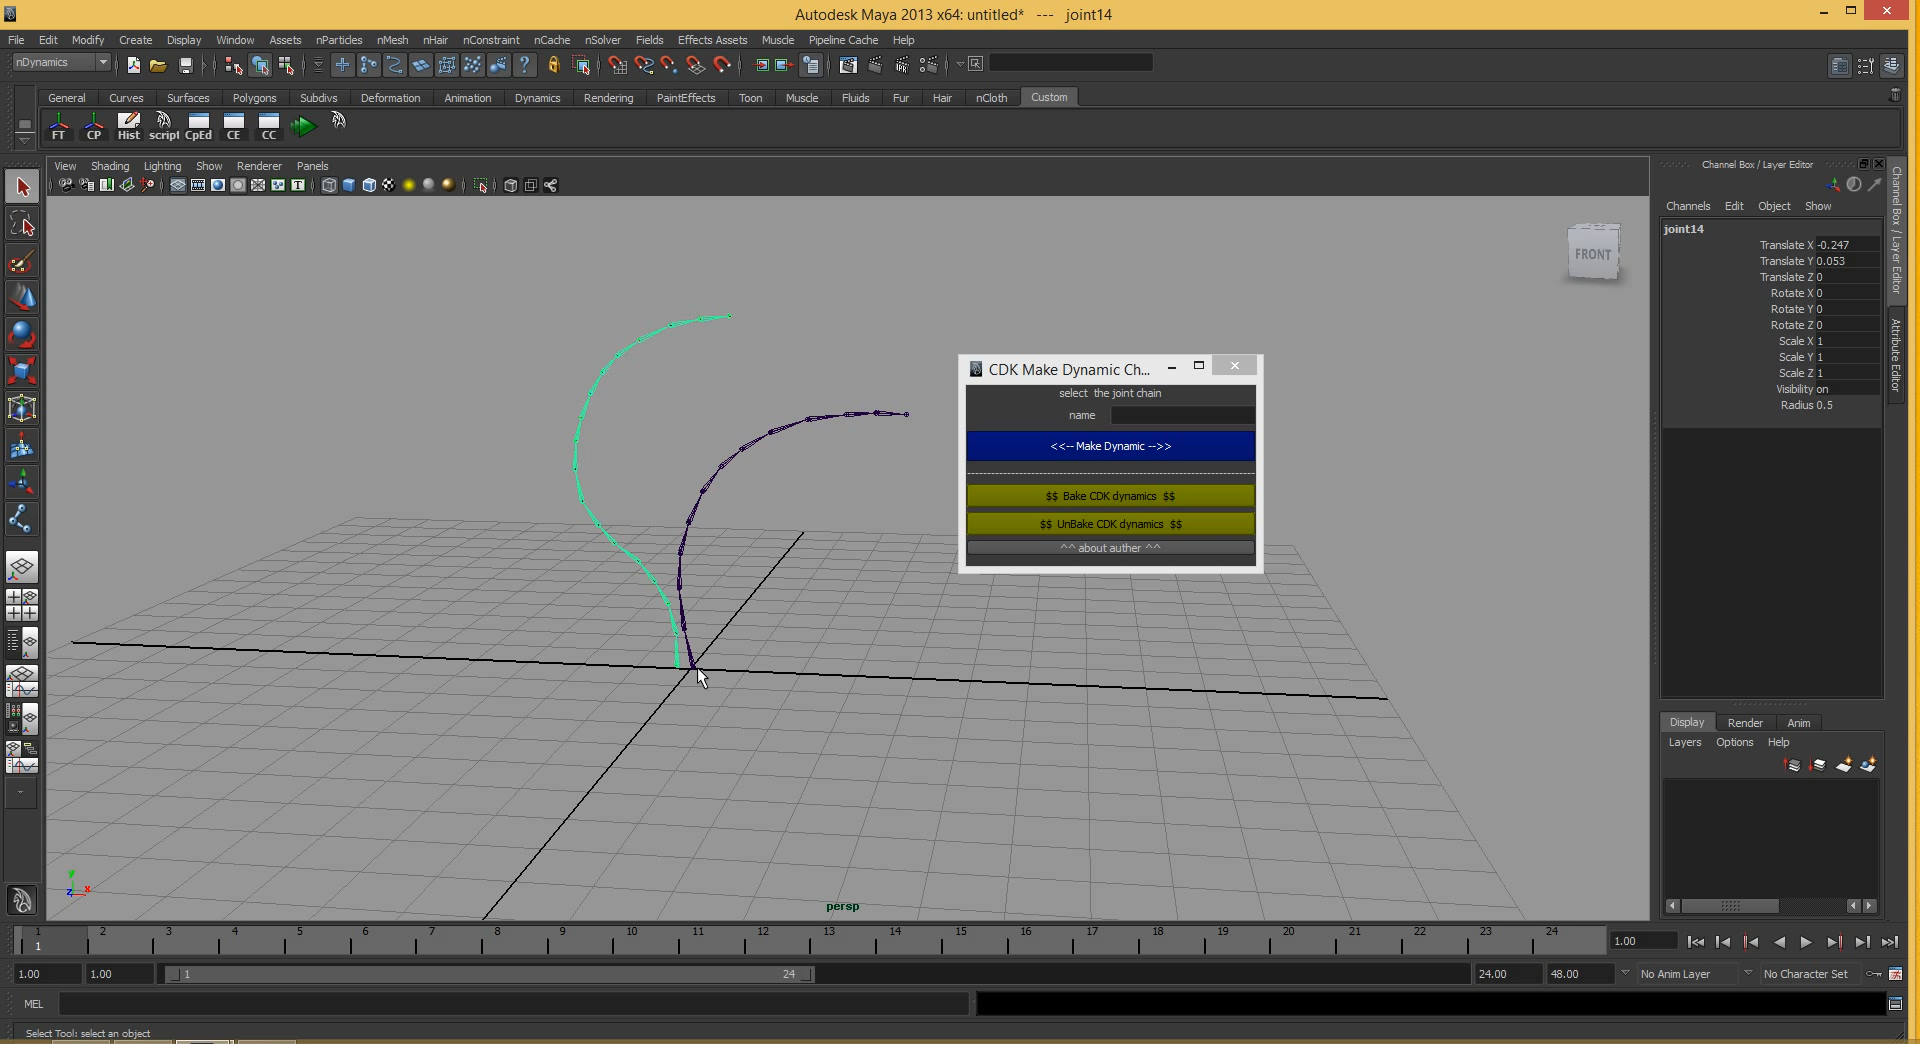 Autodesk Maya 2013 x64: untitled*   ---   joint14
File Edit Modify Create Display Window Assets nParticles nMesh nHair nConstraint nCache nSolver Fields Effects Assets Muscle Pipeline Cache Help
nDynamics
General Curves Surfaces Polygons Subdivs Deformation Animation Dynamics Rendering PaintEffects Toon Muscle Fluids Fur Hair nCloth Custom
FT CP Hist script CpEd CE CC
View Shading Lighting Show Renderer Panels
FRONT
CDK Make Dynamic Ch...
select the joint chain
name
<<-- Make Dynamic -->>
$$ Bake CDK dynamics $$
$$ UnBake CDK dynamics $$
^^ about auther ^^
y
z x
persp
Channel Box / Layer Editor
Channels Edit Object Show
joint14
Translate X -0.247
Translate Y 0.053
Translate Z 0
Rotate X 0
Rotate Y 0
Rotate Z 0
Scale X 1
Scale Y 1
Scale Z 1
Visibility on
Radius 0.5
Channel Box / Layer Editor
Attribute Editor
Display Render Anim
Layers Options Help
1 2 3 4 5 6 7 8 9 10 11 12 13 14 15 16 17 18 19 20 21 22 23 24
1
1.00
1.00 1.00 1 24 24.00 48.00 No Anim Layer No Character Set
MEL
Select Tool: select an object